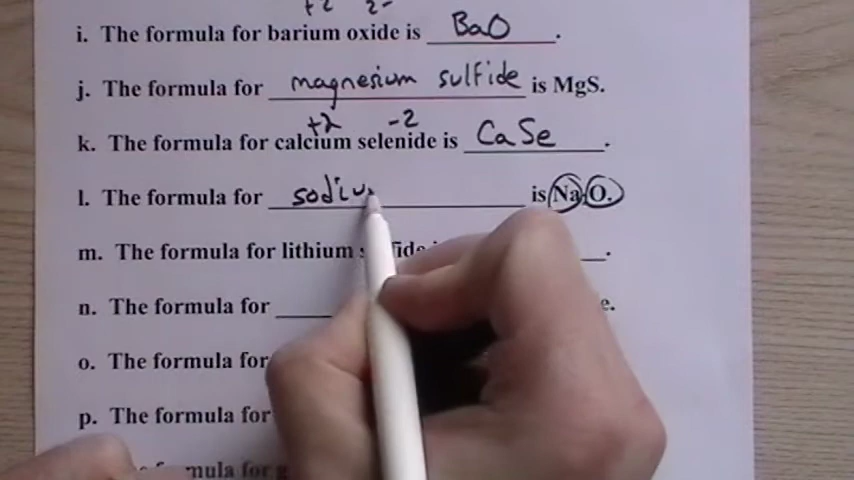 +2 2-
i. The formula for barium oxide is BaO.
j. The formula for magnesium sulfide is MgS.
+2 -2
k. The formula for calcium selenide is CaSe.
l. The formula for sodiu is Na O.
m. The formula for lithium .
n. The formula for e.
o. The formula for
p. The formula for
formula for